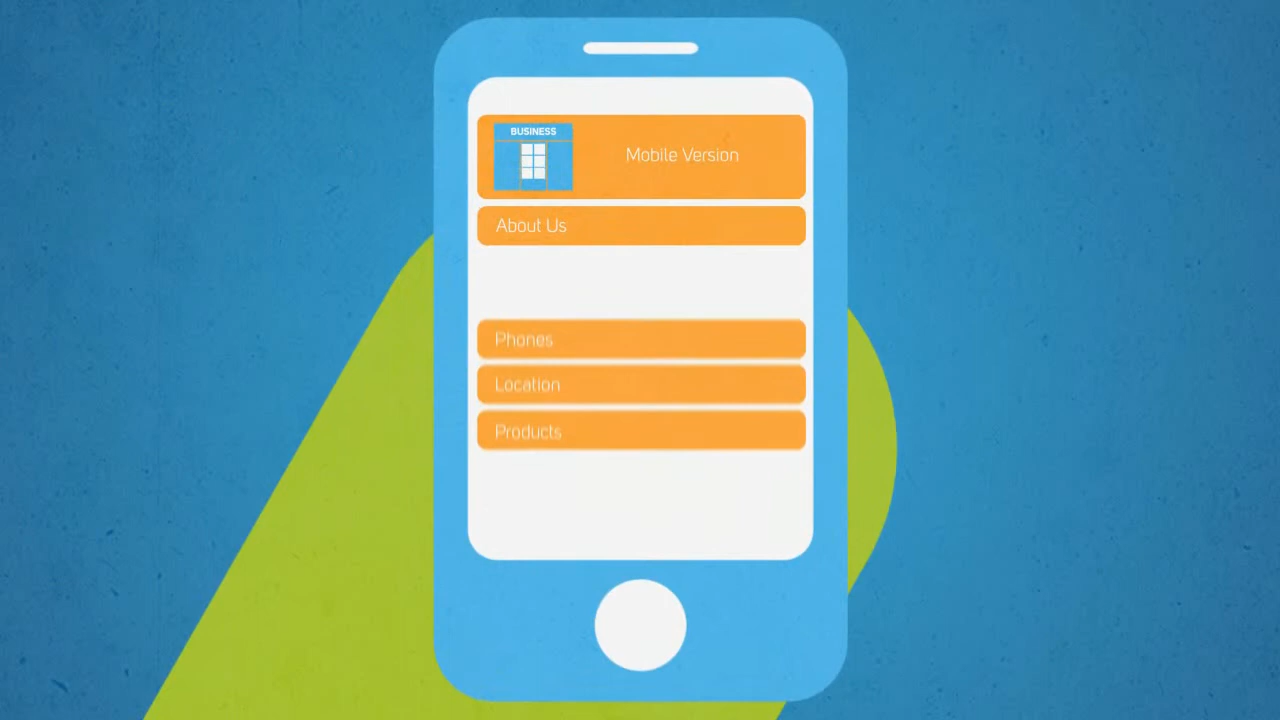 BUSINESS
Mobile Version
About Us
Phones
Location
Products